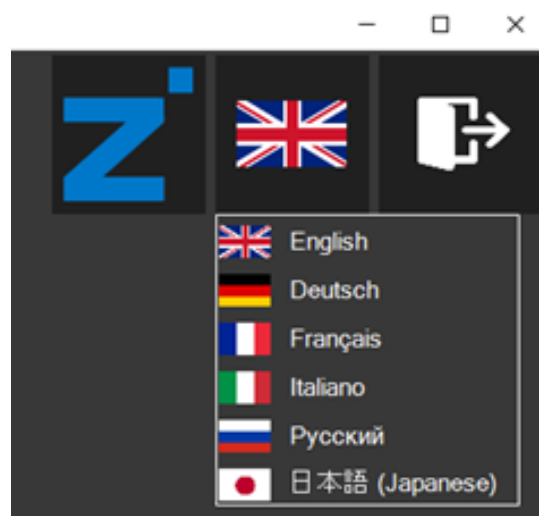 Z
English
Deutsch
Français
Italiano
Русский
日本語 (Japanese)